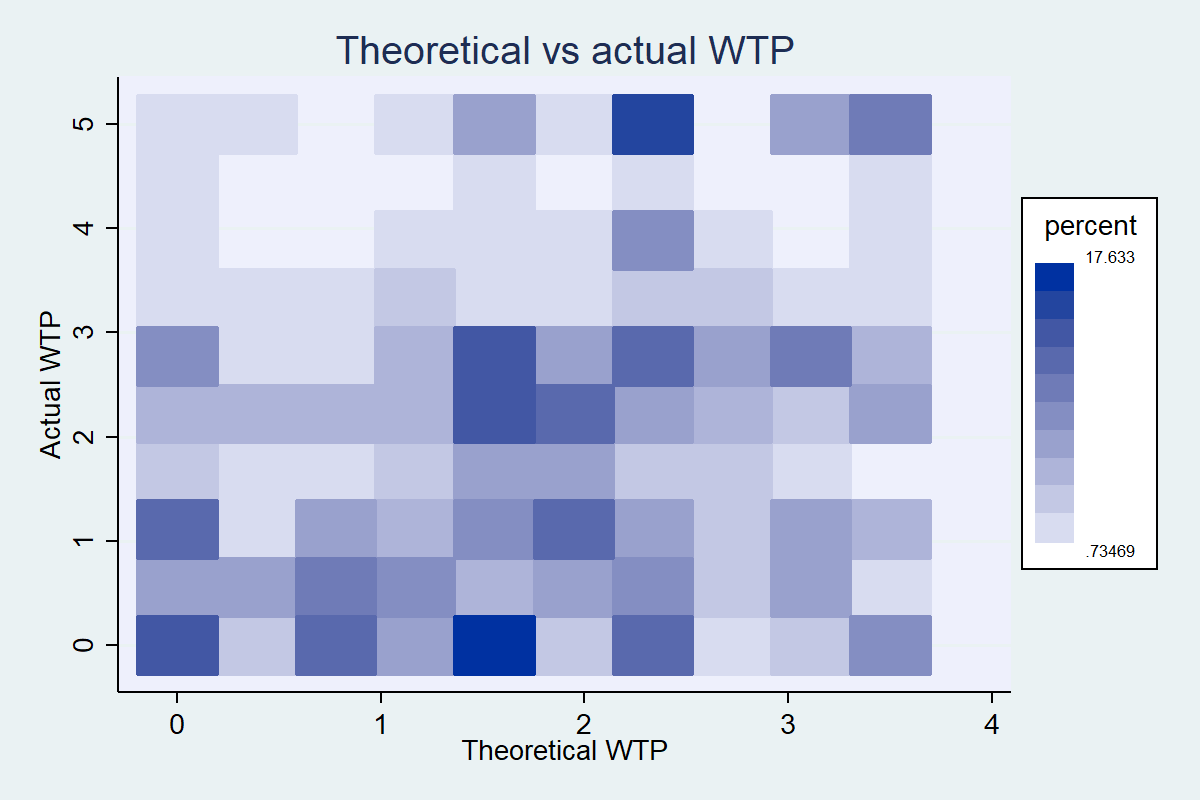 Theoretical vs actual WTP
5
4
3
2
1
0
Actual WTP
0 1 2 3 4
Theoretical WTP
percent
17.633
.73469